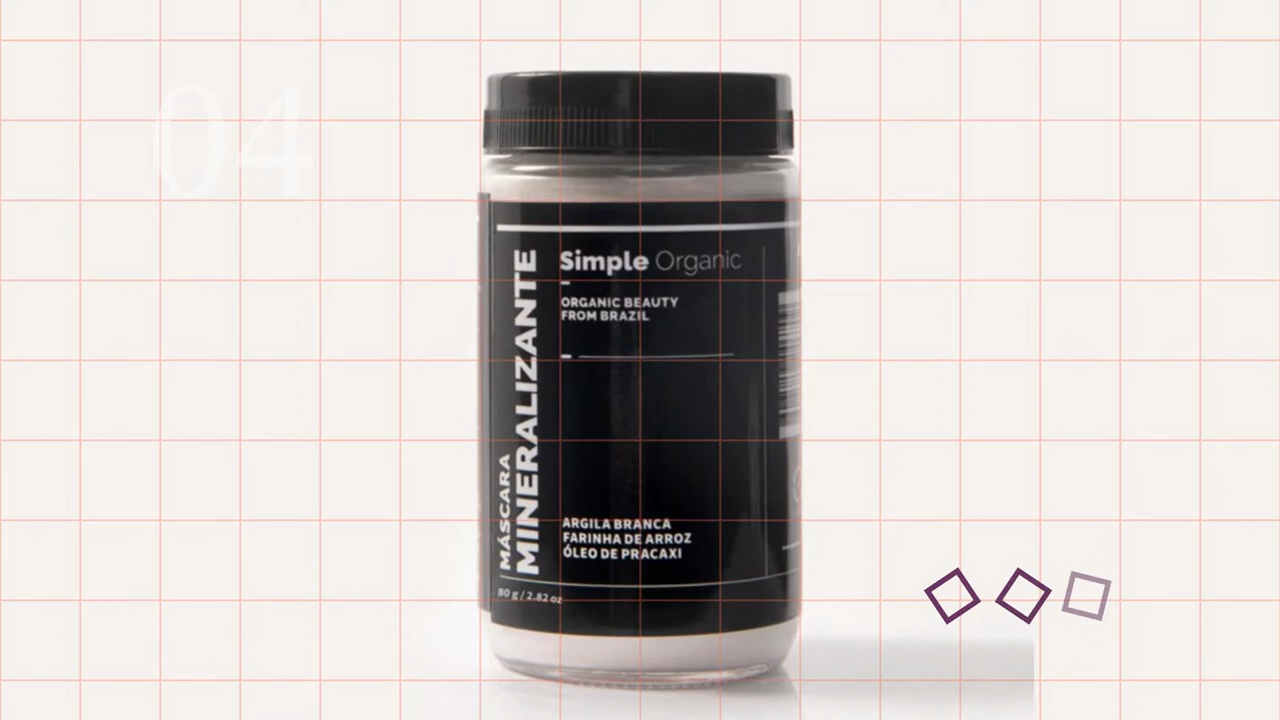 04
Simple Organic
ORGANIC BEAUTY
FROM BRAZIL
MÁSCARA
MINERALIZANTE
ARGILA BRANCA
FARINHA DE ARROZ
ÓLEO DE PRACAXI
80 g / 2.82 oz